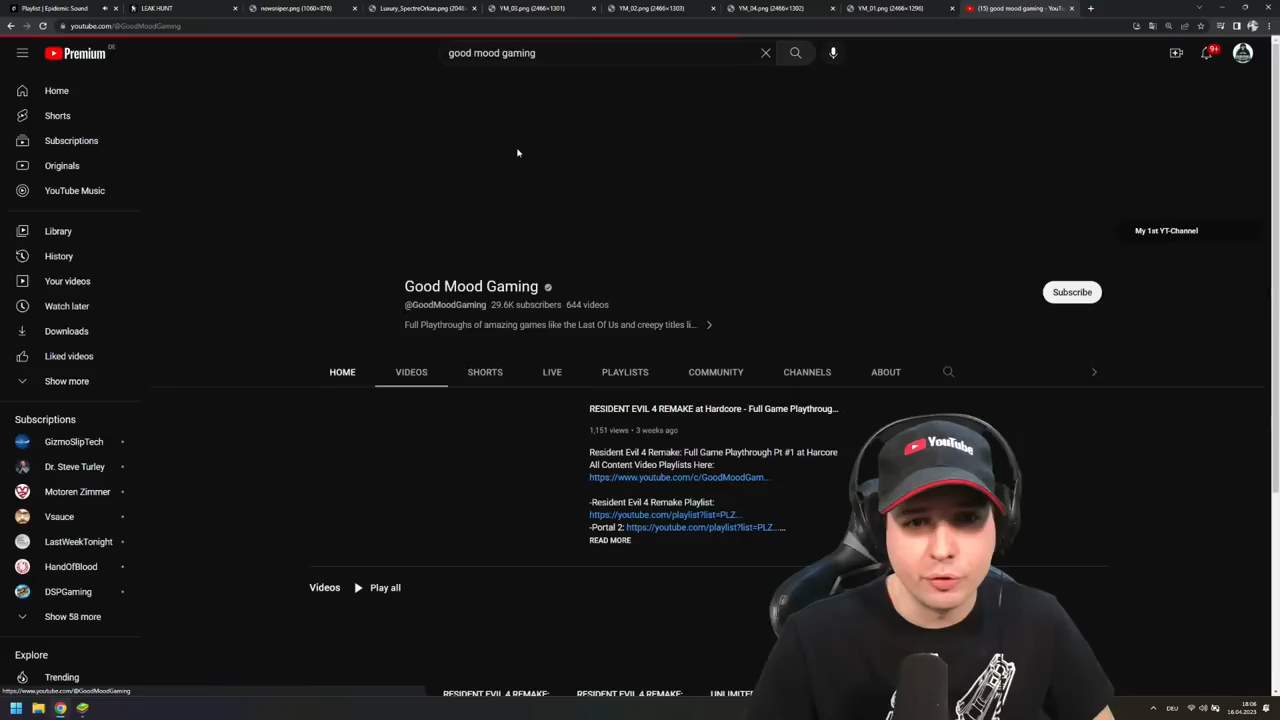 Playlist | Epidemic Sound
LEAK HUNT
newsniper.png (1060×876)
Luxury_SpectreOrkan.png (204
YM_03.png (2466×1301)
YM_02.png (2466×1303)
YM_04.png (2466×1302)
YM_01.png (2466×1296)
(15) good mood gaming - YouTu
youtube.com/@GoodMoodGaming
Premium DE
good mood gaming
9+
Home
Shorts
Subscriptions
Originals
YouTube Music
My 1st YT-Channel
Library
History
Your videos
Watch later
Downloads
Liked videos
Show more
Good Mood Gaming
@GoodMoodGaming 29.6K subscribers 644 videos
Subscribe
Full Playthroughs of amazing games like the Last Of Us and creepy titles li...
HOME VIDEOS SHORTS LIVE PLAYLISTS COMMUNITY CHANNELS ABOUT
RESIDENT EVIL 4 REMAKE at Hardcore - Full Game Playthroug...
1,151 views • 3 weeks ago
Resident Evil 4 Remake: Full Game Playthrough Pt #1 at Harcore
All Content Video Playlists Here:
https://www.youtube.com/c/GoodMoodGam...
-Resident Evil 4 Remake Playlist:
https://youtube.com/playlist?list=PLZ...
-Portal 2: https://youtube.com/playlist?list=PLZ...…
READ MORE
YouTube
Subscriptions
GizmoSlipTech
Dr. Steve Turley
Motoren Zimmer
Vsauce
LastWeekTonight
HandOfBlood
DSPGaming
Show 58 more
Explore
Trending
Videos Play all
https://www.youtube.com/@GoodMoodGaming
RESIDENT EVIL 4 REMAKE:
RESIDENT EVIL 4 REMAKE:
UNLIMITED
DEU
18:06
16.04.2023